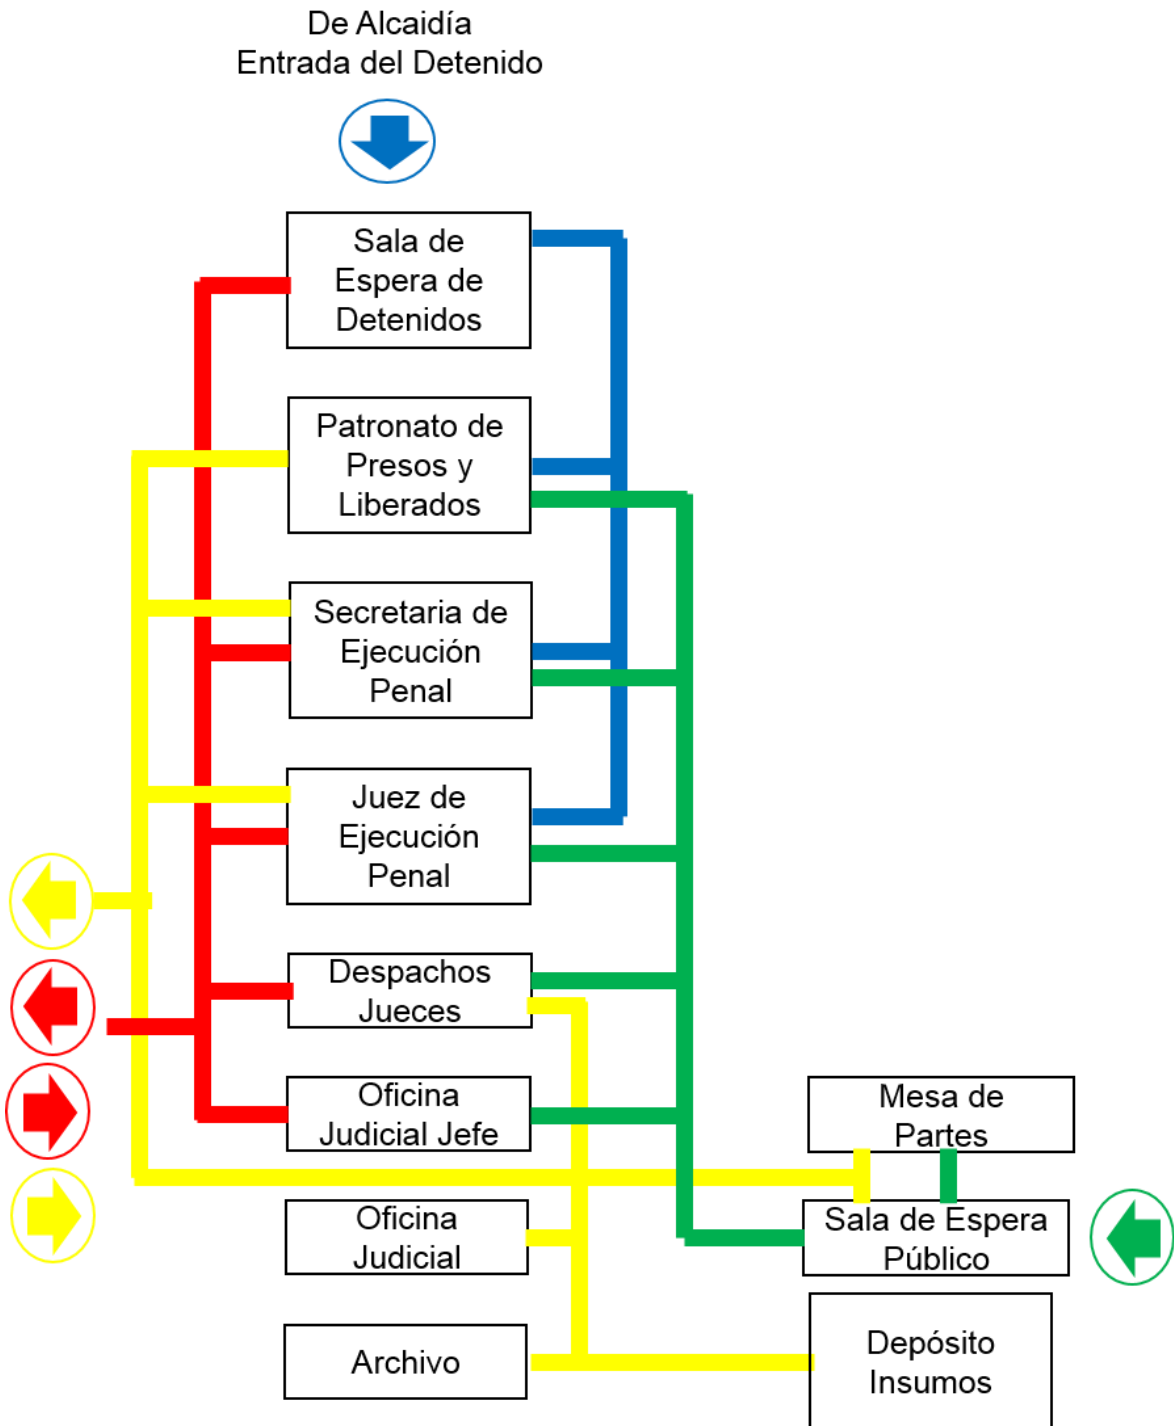 De Alcaidía
Entrada del Detenido
Sala de
Espera de
Detenidos
Patronato de
Presos y
Liberados
Secretaria de
Ejecución
Penal
Juez de
Ejecución
Penal
Despachos
Jueces
Oficina
Judicial Jefe
Mesa de
Partes
Oficina
Judicial
Sala de Espera
Público
Archivo
Depósito
Insumos